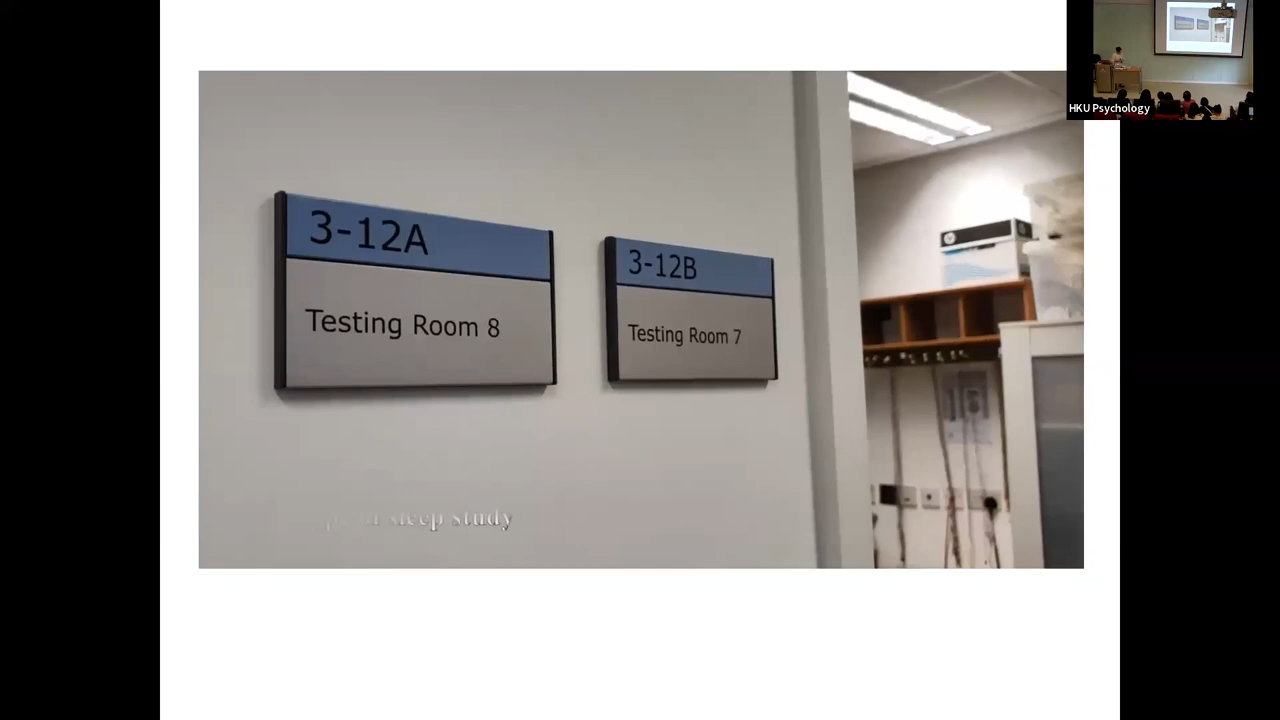 HKU Psychology
3-12A
Testing Room 8
3-12B
Testing Room 7
sleep study